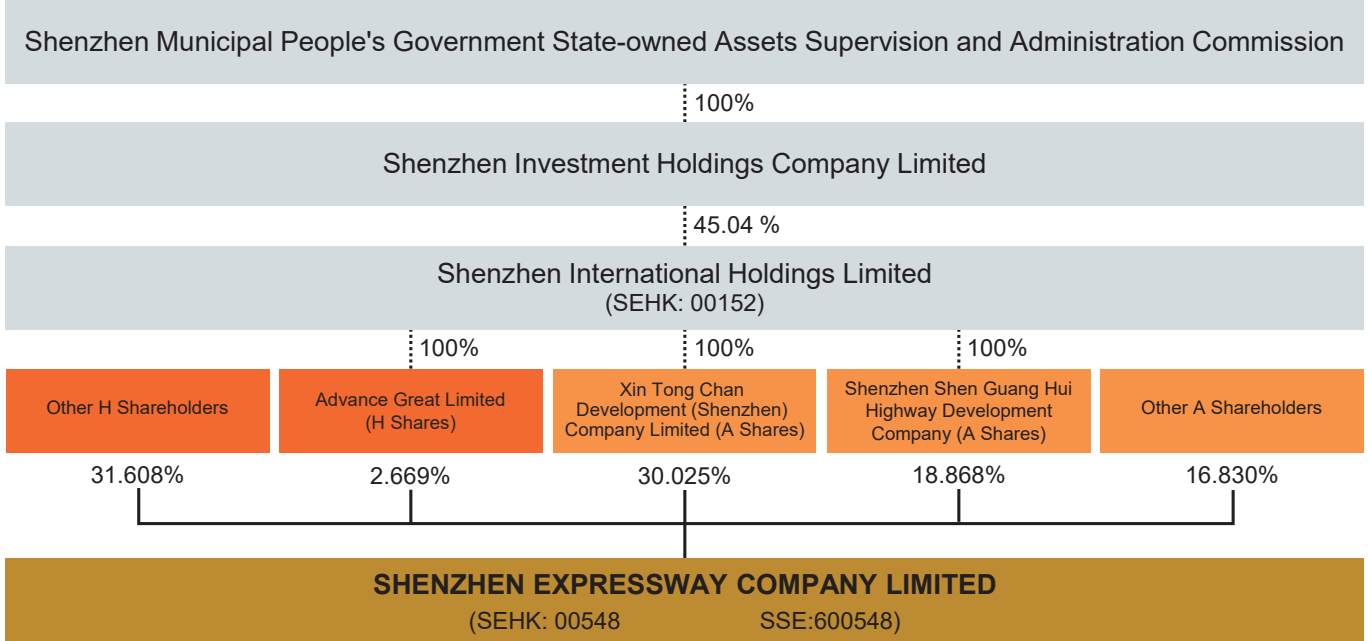 Shenzhen Municipal People's Government State-owned Assets Supervision and Administration Commission
100%
Shenzhen Investment Holdings Company Limited
45.04 %
Shenzhen International Holdings Limited
(SEHK: 00152)
100%
100%
100%
Other H Shareholders
Advance Great Limited
(H Shares)
Xin Tong Chan
Development (Shenzhen)
Company Limited (A Shares)
Shenzhen Shen Guang Hui
Highway Development
Company (A Shares)
Other A Shareholders
31.608%
2.669%
30.025%
18.868%
16.830%
SHENZHEN EXPRESSWAY COMPANY LIMITED
(SEHK: 00548 SSE:600548)